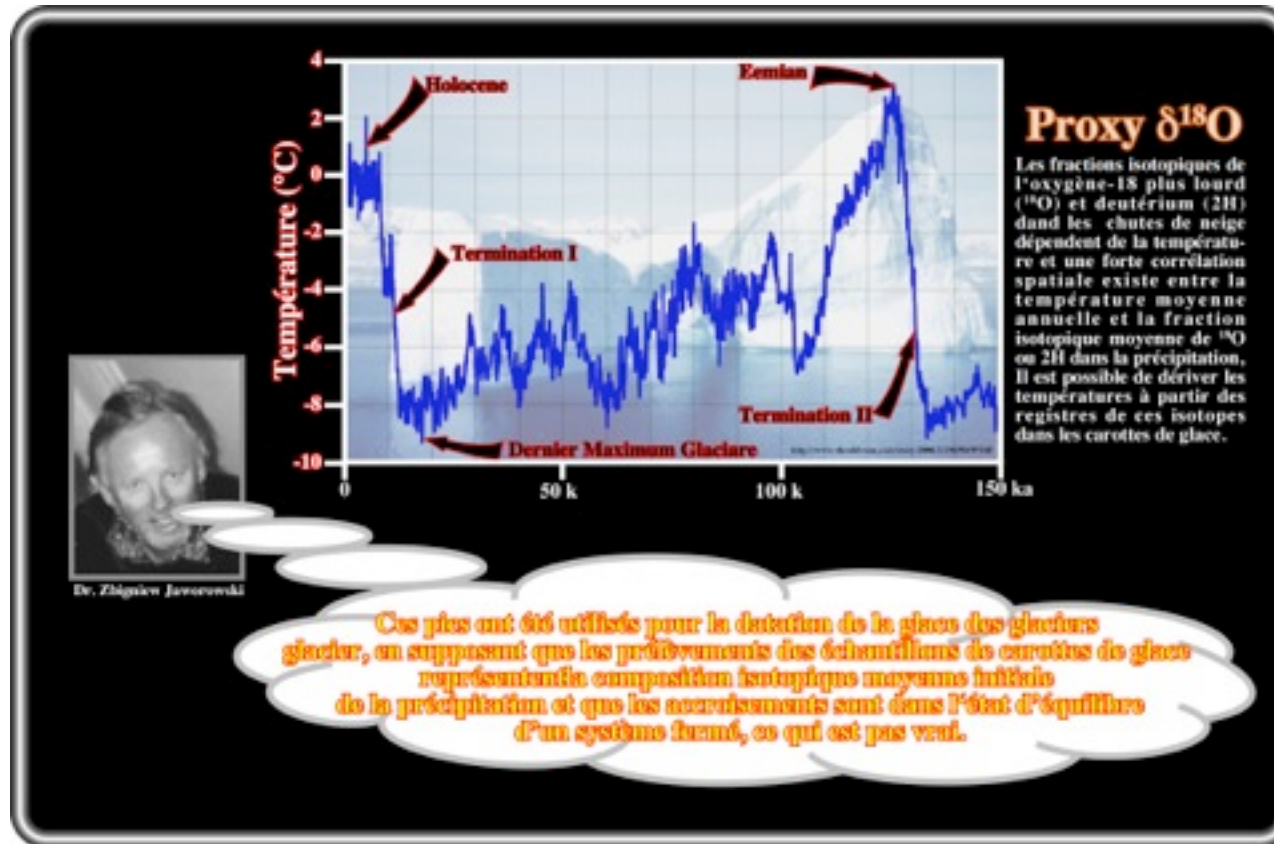 4
2
0
-2
-4
-6
-8
-10
Température (°C)
Holocene
Eemian
Termination I
Termination II
Dernier Maximum Glaciare
0
50 k
100 k
150 ka
Proxy δ¹⁸O
Les fractions isotopiques de
l'oxygène-18 plus lourd
(¹⁸O) et deutérium (2H)
dand les chutes de neige
dépendent de la températu-
re et une forte corrélation
spatiale existe entre la
température moyenne
annuelle et la fraction
isotopique moyenne de ¹⁸O
ou 2H dans la précipitation,
Il est possible de dériver les
températures à partir des
registres de ces isotopes
dans les carottes de glace.
Dr. Zbigniew Jaworowski
Ces pics ont été utilisés pour la datation de la glace des glaciers
glacier, en supposant que les prélèvements des échantillons de carottes de glace
représententla composition isotopique moyenne initiale
de la précipitation et que les accroisements sont dans l'état d'équilibre
d'un système fermé, ce qui est pas vrai.